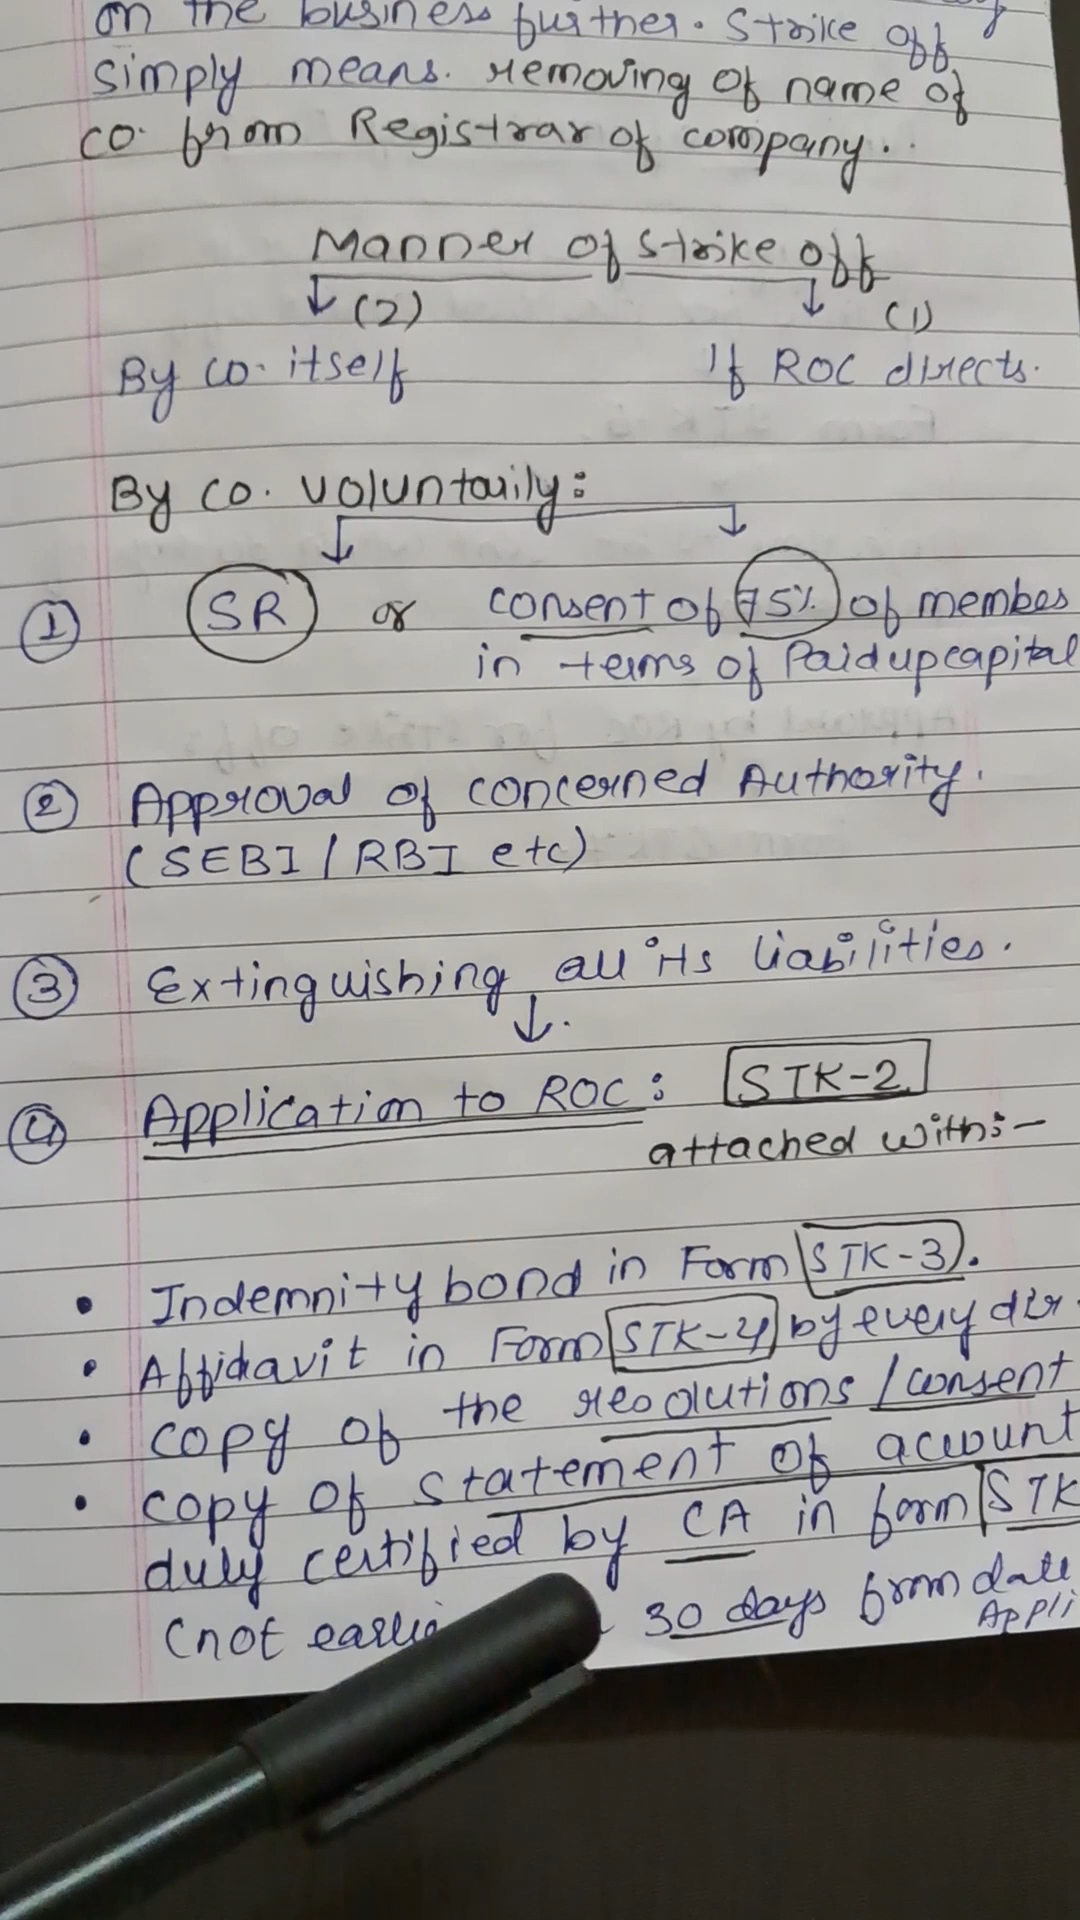 on the business further. Strike off
simply means. removing of name of
co. from Registrar of company..
Manner of strike off
(2) (1)
By co. itself If ROC directs.
By co. voluntarily:
① SR or consent of 75% of membes
in terms of Paidupcapital
② Approval of concerned Authority.
(SEBI / RBI etc)
③ Extinguishing all its liabilities.
④ Application to ROC: STK-2
attached with:-
• Indemnity bond in Form STK-3).
• Affidavit in Form STK-4 by every dir
• copy of the resolutions / consent
• copy of statement of account
duly certified by CA in form STK
(not 30 days from date
Appli